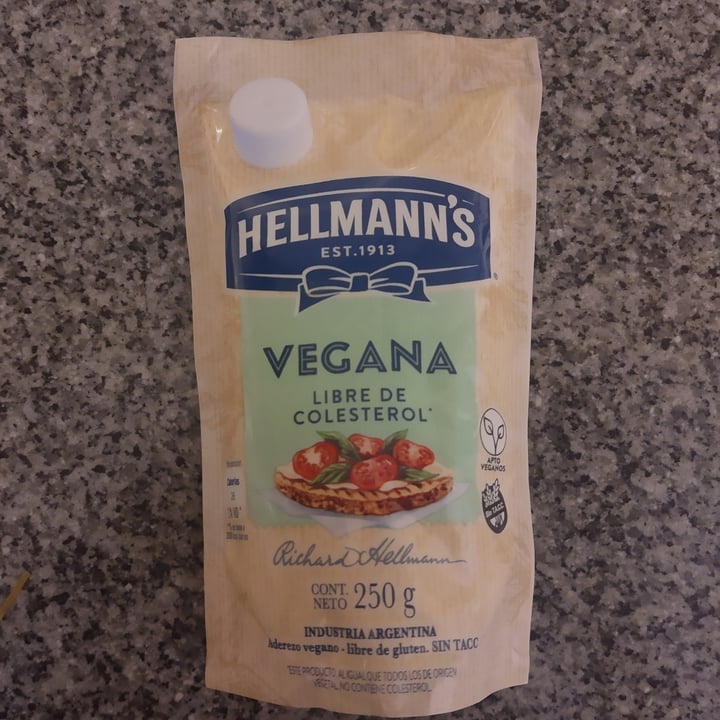 HELLMANN'S
EST.1913
VEGANA
LIBRE DE
COLESTEROL*
APTO
VEGANOS
Sin TACC
Calorías
Richard Hellmann
CONT.
NETO 250 g
INDUSTRIA ARGENTINA
Aderezo vegano - libre de gluten. SIN TACC
*ESTE PRODUCTO AL IGUAL QUE TODOS LOS DE ORIGEN
VEGETAL NO CONTIENE COLESTEROL.